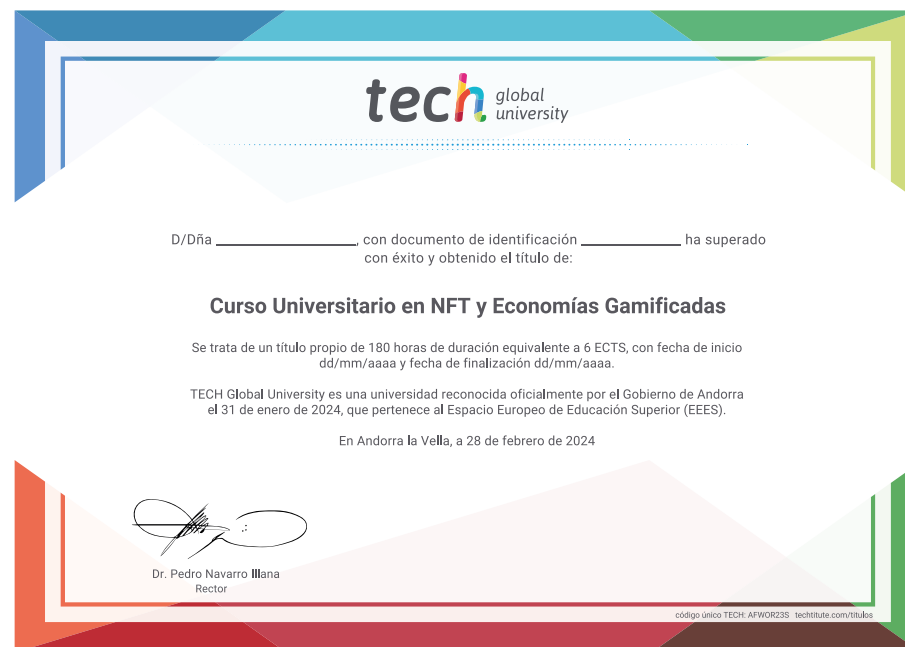 tech global university
D/Dña ______________, con documento de identificación __________ ha superado
con éxito y obtenido el título de:
Curso Universitario en NFT y Economías Gamificadas
Se trata de un título propio de 180 horas de duración equivalente a 6 ECTS, con fecha de inicio
dd/mm/aaaa y fecha de finalización dd/mm/aaaa.
TECH Global University es una universidad reconocida oficialmente por el Gobierno de Andorra
el 31 de enero de 2024, que pertenece al Espacio Europeo de Educación Superior (EEES).
En Andorra la Vella, a 28 de febrero de 2024
Dr. Pedro Navarro Illana
Rector
código único TECH: AFWOR23S techtitute.com/titulos